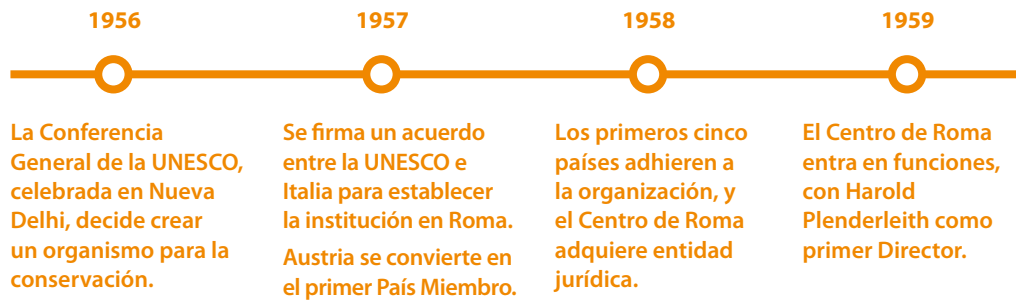 1956
La Conferencia
General de la UNESCO,
celebrada en Nueva
Delhi, decide crear
un organismo para la
conservación.
1957
Se firma un acuerdo
entre la UNESCO e
Italia para establecer
la institución en Roma.
Austria se convierte en
el primer País Miembro.
1958
Los primeros cinco
países adhieren a
la organización, y
el Centro de Roma
adquiere entidad
jurídica.
1959
El Centro de Roma
entra en funciones,
con Harold
Plenderleith como
primer Director.